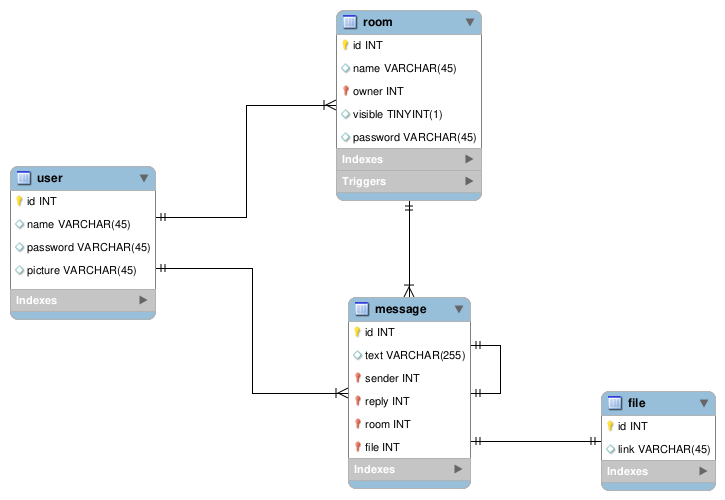 room
id INT
name VARCHAR(45)
owner INT
visible TINYINT(1)
password VARCHAR(45)
Indexes
Triggers
user
id INT
name VARCHAR(45)
password VARCHAR(45)
picture VARCHAR(45)
Indexes
message
id INT
text VARCHAR(255)
sender INT
reply INT
room INT
file INT
Indexes
file
id INT
link VARCHAR(45)
Indexes